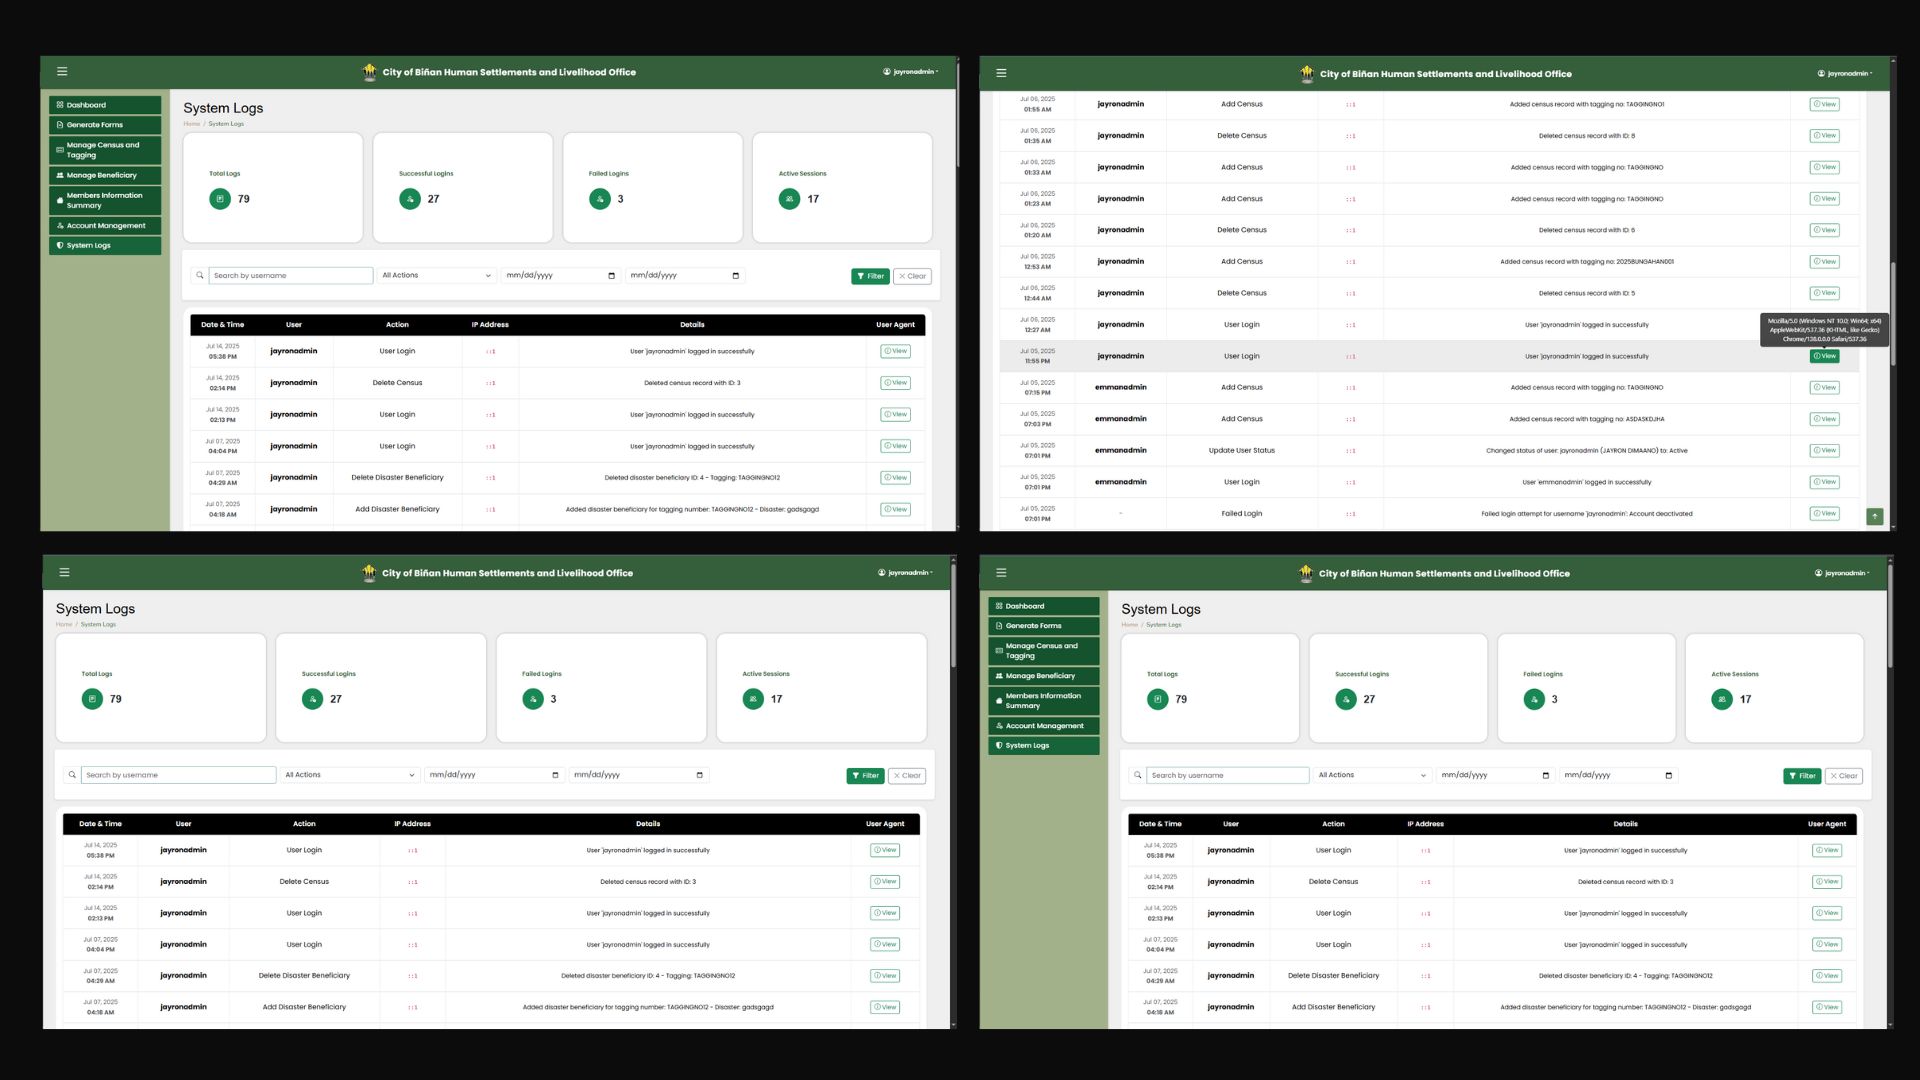 City of Biñan Human Settlements and Livelihood Office
jayronadmin
Dashboard
Generate Forms
Manage Census and
Tagging
Manage Beneficiary
Members Information
Summary
Account Management
System Logs
System Logs
Home / System Logs
Total Logs
79
Successful Logins
27
Failed Logins
3
Active Sessions
17
Search by username
All Actions
mm/dd/yyyy
mm/dd/yyyy
Filter
Clear
Date & Time User Action IP Address Details User Agent
Jul 14, 2025
05:38 PM
jayronadmin User Login ::1 User 'jayronadmin' logged in successfully View
Jul 14, 2025
02:14 PM
jayronadmin Delete Census ::1 Deleted census record with ID: 3 View
Jul 14, 2025
02:13 PM
jayronadmin User Login ::1 User 'jayronadmin' logged in successfully View
Jul 07, 2025
04:04 PM
jayronadmin User Login ::1 User 'jayronadmin' logged in successfully View
Jul 07, 2025
04:29 AM
jayronadmin Delete Disaster Beneficiary ::1 Deleted disaster beneficiary ID: 4 - Tagging: TAGGINGNO12 View
Jul 07, 2025
04:18 AM
jayronadmin Add Disaster Beneficiary ::1 Added disaster beneficiary for tagging number: TAGGINGNO12 - Disaster: gadsgagd View
City of Biñan Human Settlements and Livelihood Office
jayronadmin
Jul 06, 2025
01:55 AM
jayronadmin Add Census ::1 Added census record with tagging no: TAGGINGNO1 View
Jul 06, 2025
01:35 AM
jayronadmin Delete Census ::1 Deleted census record with ID: 8 View
Jul 06, 2025
01:33 AM
jayronadmin Add Census ::1 Added census record with tagging no: TAGGINGNO View
Jul 06, 2025
01:23 AM
jayronadmin Add Census ::1 Added census record with tagging no: TAGGINGNO View
Jul 06, 2025
01:20 AM
jayronadmin Delete Census ::1 Deleted census record with ID: 6 View
Jul 06, 2025
12:53 AM
jayronadmin Add Census ::1 Added census record with tagging no: 2025BUNGAHAN001 View
Jul 06, 2025
12:44 AM
jayronadmin Delete Census ::1 Deleted census record with ID: 5 View
Jul 06, 2025
12:27 AM
jayronadmin User Login ::1 User 'jayronadmin' logged in successfully
Mozilla/5.0 (Windows NT 10.0; Win64; x64)
AppleWebKit/537.36 (KHTML, like Gecko)
Chrome/138.0.0.0 Safari/537.36
Jul 05, 2025
11:55 PM
jayronadmin User Login ::1 User 'jayronadmin' logged in successfully View
Jul 05, 2025
07:15 PM
emmanadmin Add Census ::1 Added census record with tagging no: TAGGINGNO View
Jul 05, 2025
07:03 PM
emmanadmin Add Census ::1 Added census record with tagging no: ASDASKDJHA View
Jul 05, 2025
07:01 PM
emmanadmin Update User Status ::1 Changed status of user: jayronadmin (JAYRON DIMAANO) to: Active View
Jul 05, 2025
07:01 PM
emmanadmin User Login ::1 User 'emmanadmin' logged in successfully View
Jul 05, 2025
07:01 PM
- Failed Login ::1 Failed login attempt for username 'jayronadmin': Account deactivated View
City of Biñan Human Settlements and Livelihood Office
jayronadmin
System Logs
Home / System Logs
Total Logs
79
Successful Logins
27
Failed Logins
3
Active Sessions
17
Search by username
All Actions
mm/dd/yyyy
mm/dd/yyyy
Filter
Clear
Date & Time User Action IP Address Details User Agent
Jul 14, 2025
05:38 PM
jayronadmin User Login ::1 User 'jayronadmin' logged in successfully View
Jul 14, 2025
02:14 PM
jayronadmin Delete Census ::1 Deleted census record with ID: 3 View
Jul 14, 2025
02:13 PM
jayronadmin User Login ::1 User 'jayronadmin' logged in successfully View
Jul 07, 2025
04:04 PM
jayronadmin User Login ::1 User 'jayronadmin' logged in successfully View
Jul 07, 2025
04:29 AM
jayronadmin Delete Disaster Beneficiary ::1 Deleted disaster beneficiary ID: 4 - Tagging: TAGGINGNO12 View
Jul 07, 2025
04:18 AM
jayronadmin Add Disaster Beneficiary ::1 Added disaster beneficiary for tagging number: TAGGINGNO12 - Disaster: gadsgagd View
City of Biñan Human Settlements and Livelihood Office
jayronadmin
Dashboard
Generate Forms
Manage Census and
Tagging
Manage Beneficiary
Members Information
Summary
Account Management
System Logs
System Logs
Home / System Logs
Total Logs
79
Successful Logins
27
Failed Logins
3
Active Sessions
17
Search by username
All Actions
mm/dd/yyyy
mm/dd/yyyy
Filter
Clear
Date & Time User Action IP Address Details User Agent
Jul 14, 2025
05:38 PM
jayronadmin User Login ::1 User 'jayronadmin' logged in successfully View
Jul 14, 2025
02:14 PM
jayronadmin Delete Census ::1 Deleted census record with ID: 3 View
Jul 14, 2025
02:13 PM
jayronadmin User Login ::1 User 'jayronadmin' logged in successfully View
Jul 07, 2025
04:04 PM
jayronadmin User Login ::1 User 'jayronadmin' logged in successfully View
Jul 07, 2025
04:29 AM
jayronadmin Delete Disaster Beneficiary ::1 Deleted disaster beneficiary ID: 4 - Tagging: TAGGINGNO12 View
Jul 07, 2025
04:18 AM
jayronadmin Add Disaster Beneficiary ::1 Added disaster beneficiary for tagging number: TAGGINGNO12 - Disaster: gadsgagd View